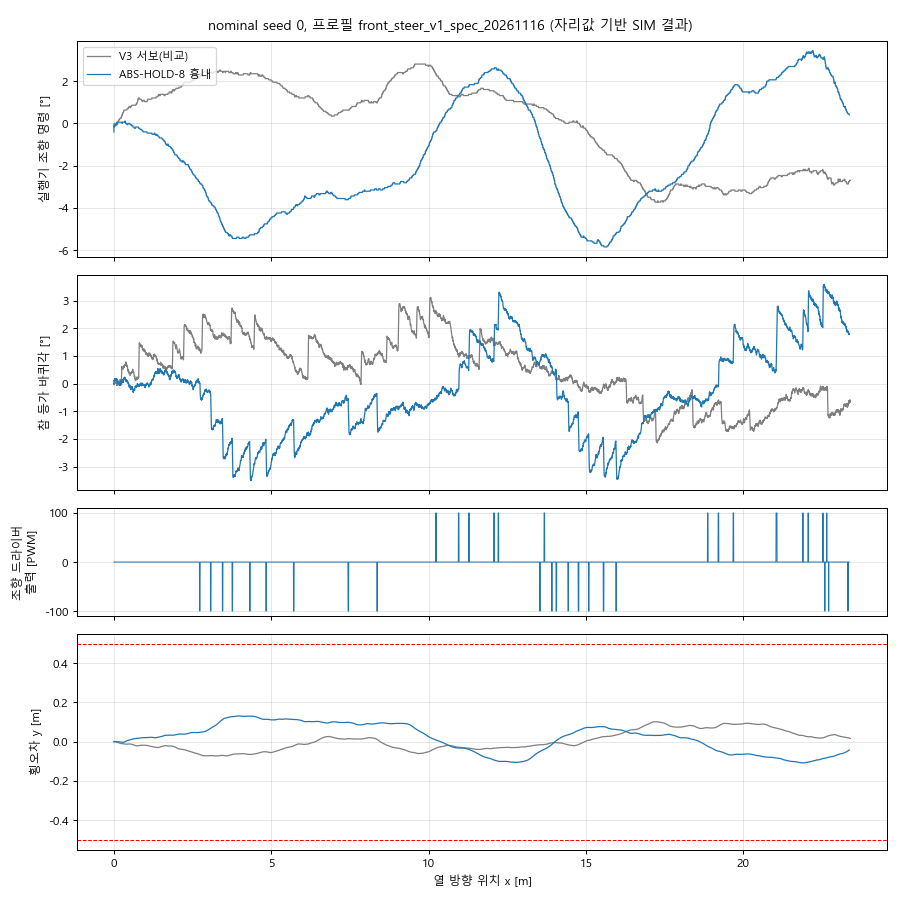 nominal seed 0, 프로필 front_steer_v1_spec_20261116 (자리값 기반 SIM 결과)
V3 서보(비교)
ABS-HOLD-8 흉내
실행기 조향 명령 [°]
2
0
-2
-4
-6
참 등가 바퀴각 [°]
3
2
1
0
-1
-2
-3
조향 드라이버
출력 [PWM]
100
0
-100
횡오차 y [m]
0.4
0.2
0.0
-0.2
-0.4
0
5
10
15
20
열 방향 위치 x [m]